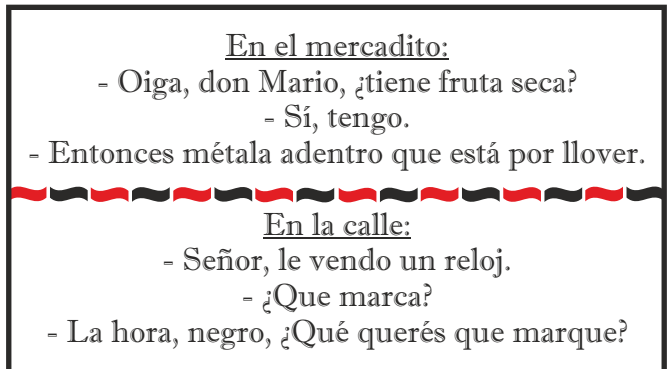 En el mercadito:
- Oiga, don Mario, ¿tiene fruta seca?
- Sí, tengo.
- Entonces métala adentro que está por llover.
En la calle:
- Señor, le vendo un reloj.
- ¿Que marca?
- La hora, negro, ¿Qué querés que marque?